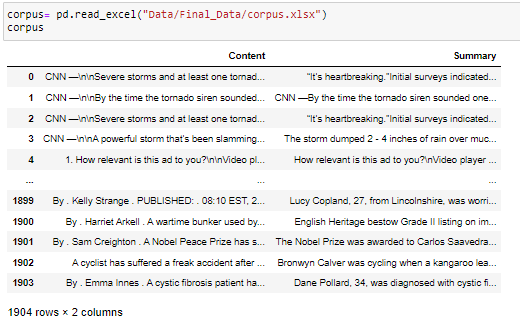 corpus= pd.read_excel("Data/Final_Data/corpus.xlsx")
corpus
Content Summary
0 CNN —\n\nSevere storms and at least one tornad... "It's heartbreaking."Initial surveys indicated...
1 CNN —\n\nBy the time the tornado siren sounded... CNN —By the time the tornado siren sounded one...
2 CNN —\n\nSevere storms and at least one tornad... "It's heartbreaking."Initial surveys indicated...
3 CNN —\n\nA powerful storm that's been slamming... The storm dumped 2 - 4 inches of rain over muc...
4 1. How relevant is this ad to you?\n\nVideo pl... How relevant is this ad to you?\nVideo player ...
... ... ...
1899 By . Kelly Strange . PUBLISHED: . 08:10 EST, 2... Lucy Copland, 27, from Lincolnshire, was worri...
1900 By . Harriet Arkell . A wartime bunker used by... English Heritage bestow Grade II listing on im...
1901 By . Sam Creighton . A Nobel Peace Prize has s... The Nobel Prize was awarded to Carlos Saavedra...
1902 A cyclist has suffered a freak accident after ... Bronwyn Calver was cycling when a kangaroo lea...
1903 By . Emma Innes . A cystic fibrosis patient ha... Dane Pollard, 34, was diagnosed with cystic fi...
1904 rows × 2 columns